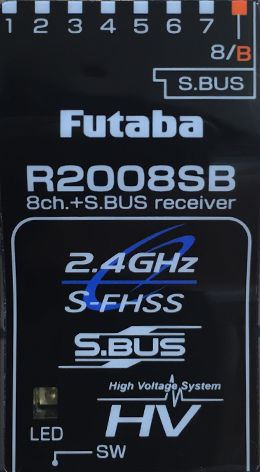 1 2 3 4 5 6 7
8/B
S.BUS
Futaba
R2008SB
8ch.+S.BUS receiver
2.4GHz
S-FHSS
S.BUS
High Voltage System
HV
LED
SW